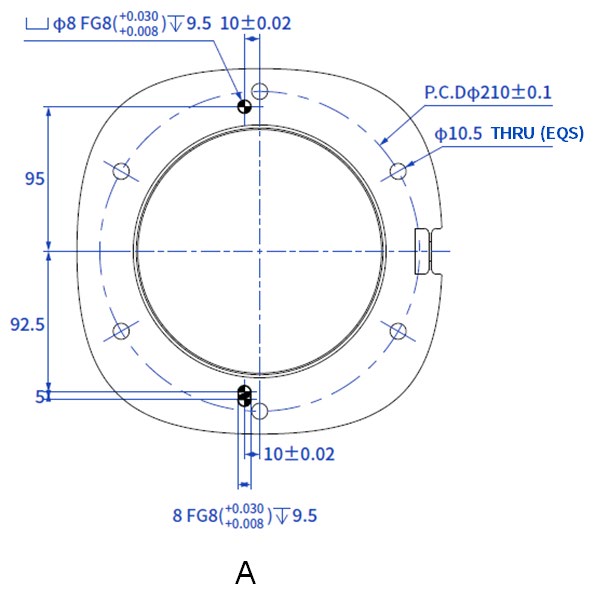 ⌴ φ8 FG8(+0.030 +0.008)↧9.5 10±0.02
P.C.Dφ210±0.1
φ10.5 THRU (EQS)
95
92.5
5
10±0.02
8 FG8(+0.030 +0.008)↧9.5
A